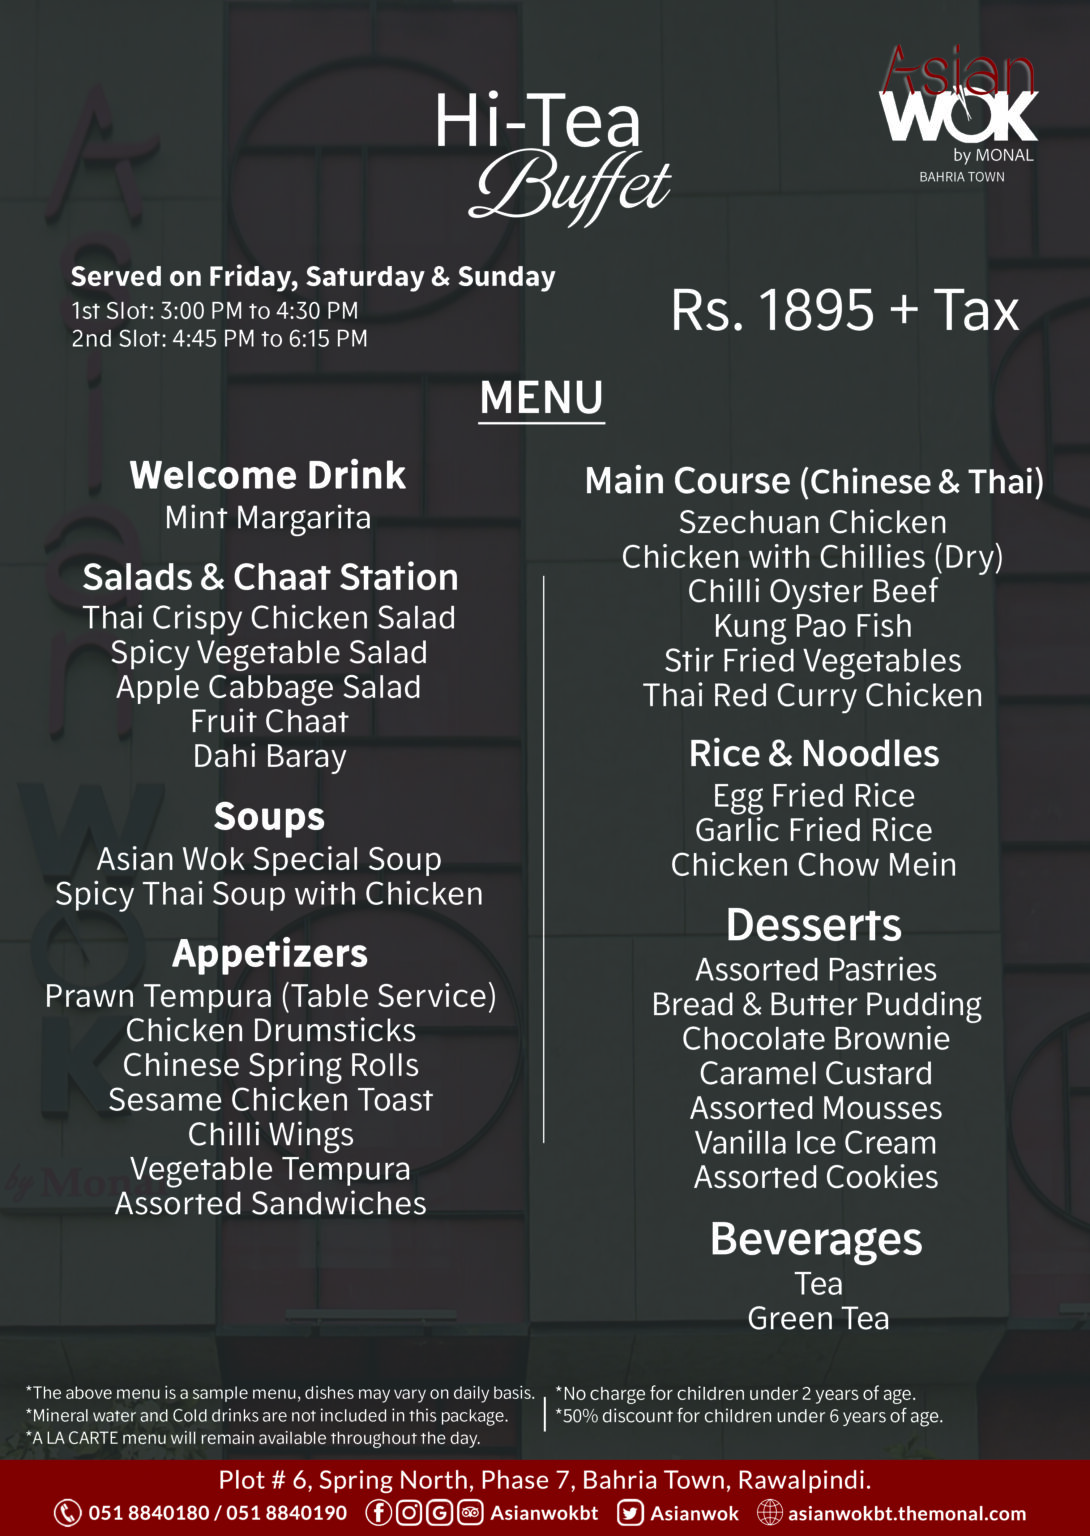 Asian
WOK
by MONAL
BAHRIA TOWN
Hi-Tea
Buffet
Served on Friday, Saturday & Sunday
1st Slot: 3:00 PM to 4:30 PM
2nd Slot: 4:45 PM to 6:15 PM
Rs. 1895 + Tax
MENU
Welcome Drink
Mint Margarita
Salads & Chaat Station
Thai Crispy Chicken Salad
Spicy Vegetable Salad
Apple Cabbage Salad
Fruit Chaat
Dahi Baray
Soups
Asian Wok Special Soup
Spicy Thai Soup with Chicken
Appetizers
Prawn Tempura (Table Service)
Chicken Drumsticks
Chinese Spring Rolls
Sesame Chicken Toast
Chilli Wings
Vegetable Tempura
Assorted Sandwiches
Main Course (Chinese & Thai)
Szechuan Chicken
Chicken with Chillies (Dry)
Chilli Oyster Beef
Kung Pao Fish
Stir Fried Vegetables
Thai Red Curry Chicken
Rice & Noodles
Egg Fried Rice
Garlic Fried Rice
Chicken Chow Mein
Desserts
Assorted Pastries
Bread & Butter Pudding
Chocolate Brownie
Caramel Custard
Assorted Mousses
Vanilla Ice Cream
Assorted Cookies
Beverages
Tea
Green Tea
*The above menu is a sample menu, dishes may vary on daily basis.
*Mineral water and Cold drinks are not included in this package.
*A LA CARTE menu will remain available throughout the day.
*No charge for children under 2 years of age.
*50% discount for children under 6 years of age.
Plot # 6, Spring North, Phase 7, Bahria Town, Rawalpindi.
051 8840180 / 051 8840190 Asianwokbt Asianwok asianwokbt.themonal.com
Asian
WOK
by Mon